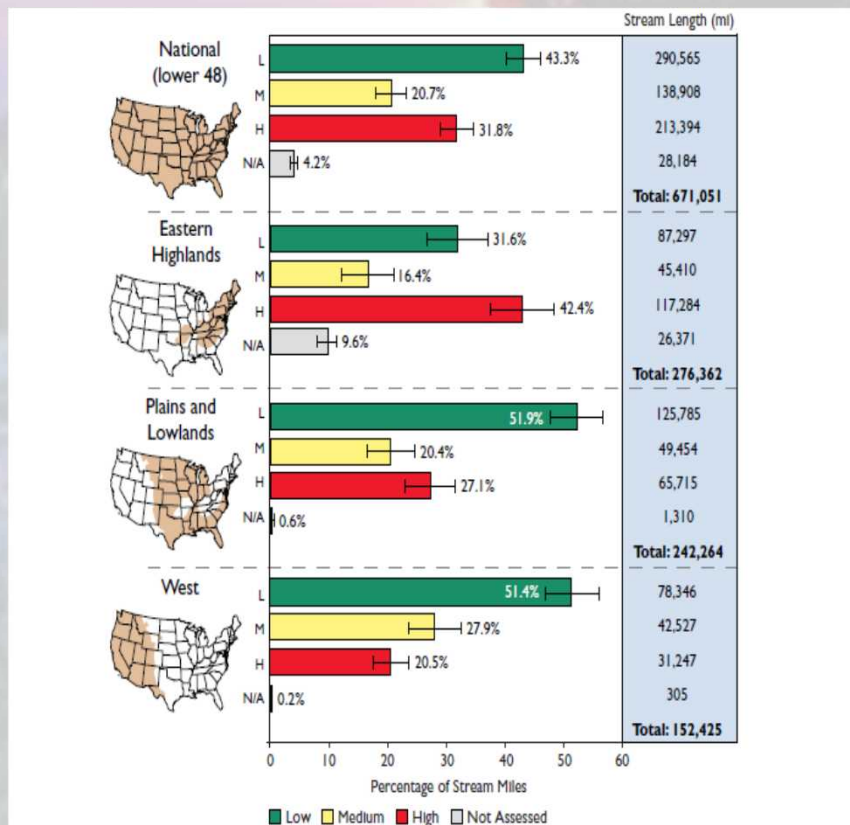 Stream Length (mi)
National
(lower 48)
L 43.3% 290,565
M 20.7% 138,908
H 31.8% 213,394
N/A 4.2% 28,184
Total: 671,051
Eastern
Highlands
L 31.6% 87,297
M 16.4% 45,410
H 42.4% 117,284
N/A 9.6% 26,371
Total: 276,362
Plains and
Lowlands
L 51.9% 125,785
M 20.4% 49,454
H 27.1% 65,715
N/A 0.6% 1,310
Total: 242,264
West
L 51.4% 78,346
M 27.9% 42,527
H 20.5% 31,247
N/A 0.2% 305
Total: 152,425
0 10 20 30 40 50 60
Percentage of Stream Miles
Low Medium High Not Assessed